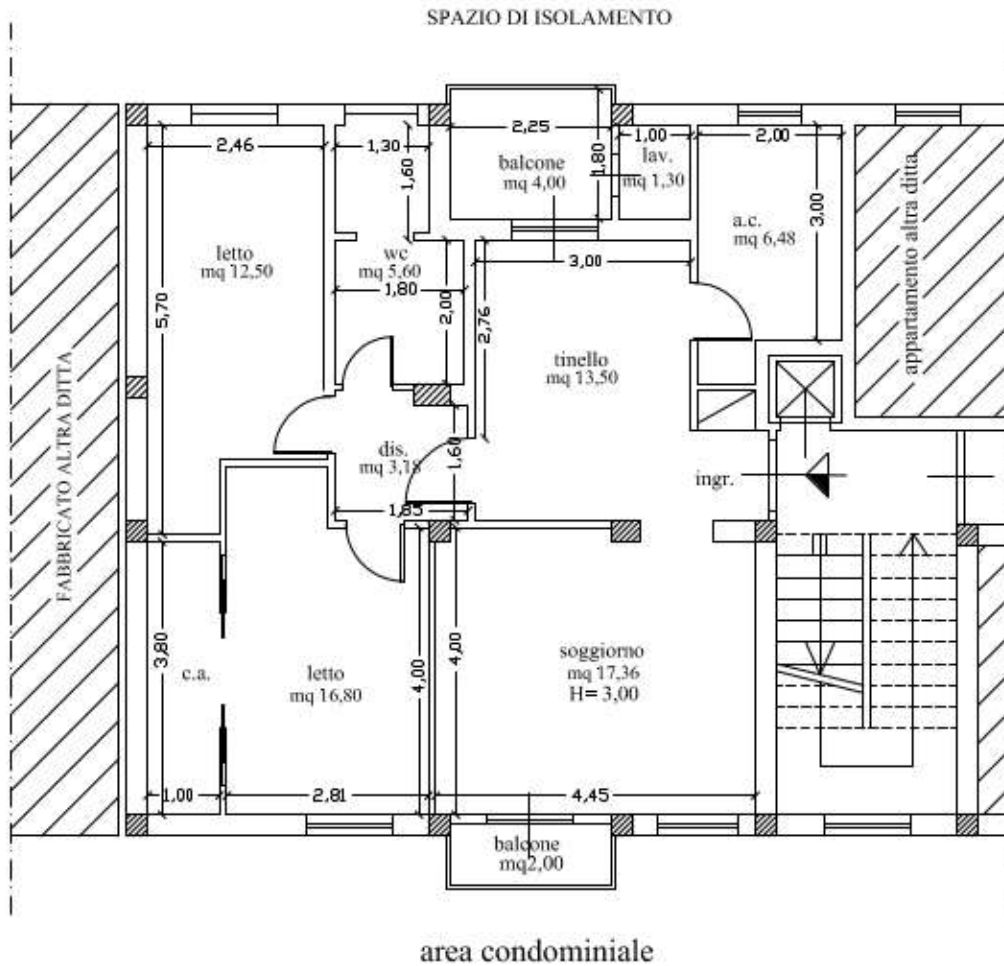 SPAZIO DI ISOLAMENTO
2,46
1,30
2,25
1,00
2,00
1,60
balcone
mq 4,00
1,80
lav.
mq 1,30
3,00
a.c.
mq 6,48
appartamento altra ditta
letto
mq 12,50
wc
mq 5,60
1,80
2,00
3,00
2,76
5,70
tinello
mq 13,50
FABBRICATO ALTRA DITTA
dis.
mq 3,18
1,60
1,85
ingr.
3,80
c.a.
letto
mq 16,80
4,00
4,00
soggiorno
mq 17,36
H= 3,00
1,00
2,81
4,45
balcone
mq2,00
area condominiale